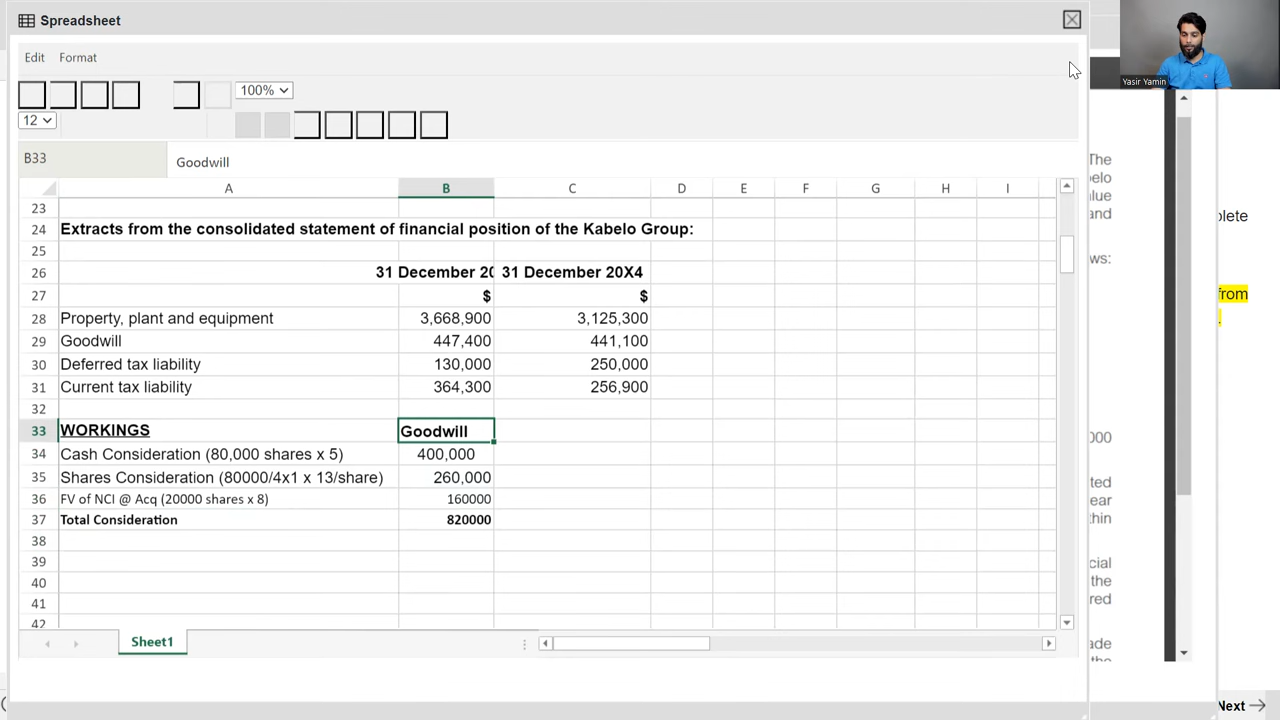 Spreadsheet
Edit Format
100%
12
B33 Goodwill
A B C D E F G H I
23
24 Extracts from the consolidated statement of financial position of the Kabelo Group:
25
26 31 December 20 31 December 20X4
27 $ $
28 Property, plant and equipment 3,668,900 3,125,300
29 Goodwill 447,400 441,100
30 Deferred tax liability 130,000 250,000
31 Current tax liability 364,300 256,900
32
33 WORKINGS Goodwill
34 Cash Consideration (80,000 shares x 5) 400,000
35 Shares Consideration (80000/4x1 x 13/share) 260,000
36 FV of NCI @ Acq (20000 shares x 8) 160000
37 Total Consideration 820000
38
39
40
41
42
Sheet1
Yasir Yamin
The
elo
lue
and
ws:
000
ted
ear
hin
cial
the
red
ade
the
plete
from
Next